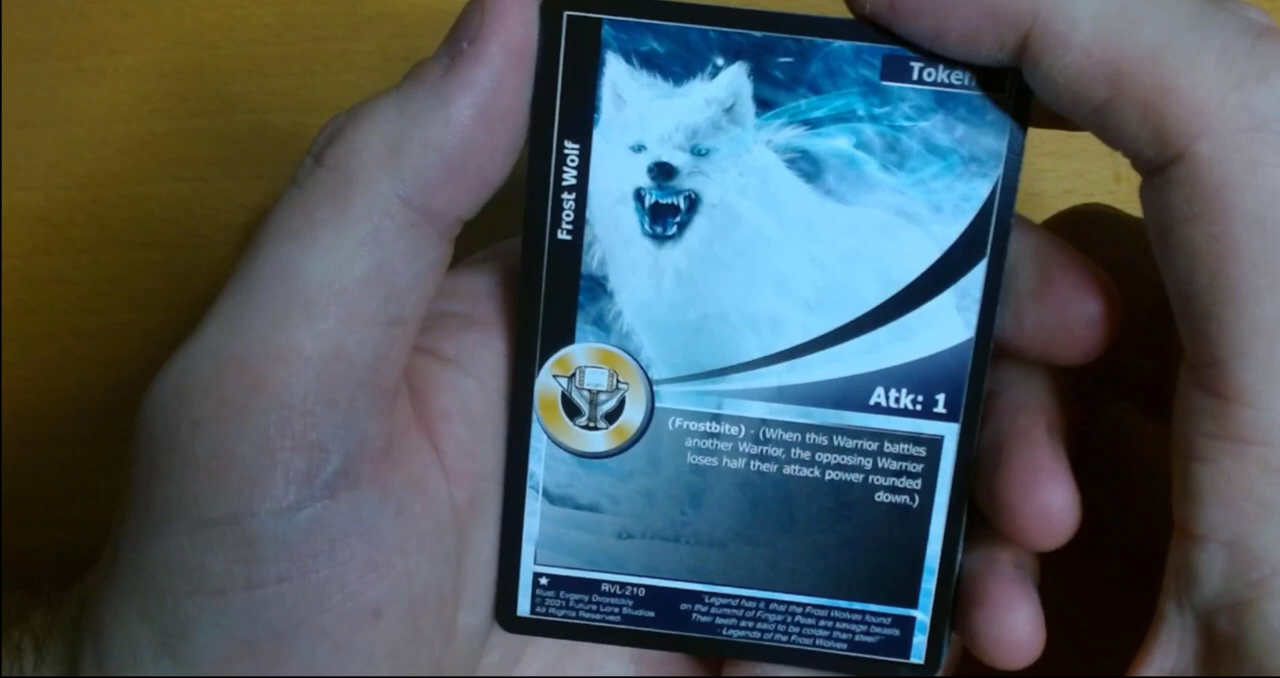 Token
Frost Wolf
Atk: 1
(Frostbite) - (When this Warrior battles
another Warrior, the opposing Warrior
loses half their attack power rounded
down.)
RVL-210
Illust: Evgeny Dvoretskiy
© 2021 Future Lore Studios
All Rights Reserved.
"Legend has it, that the Frost Wolves found
on the summit of Fingar's Peak are savage beasts.
Their teeth are said to be colder than steel!"
- Legends of the Frost Wolves